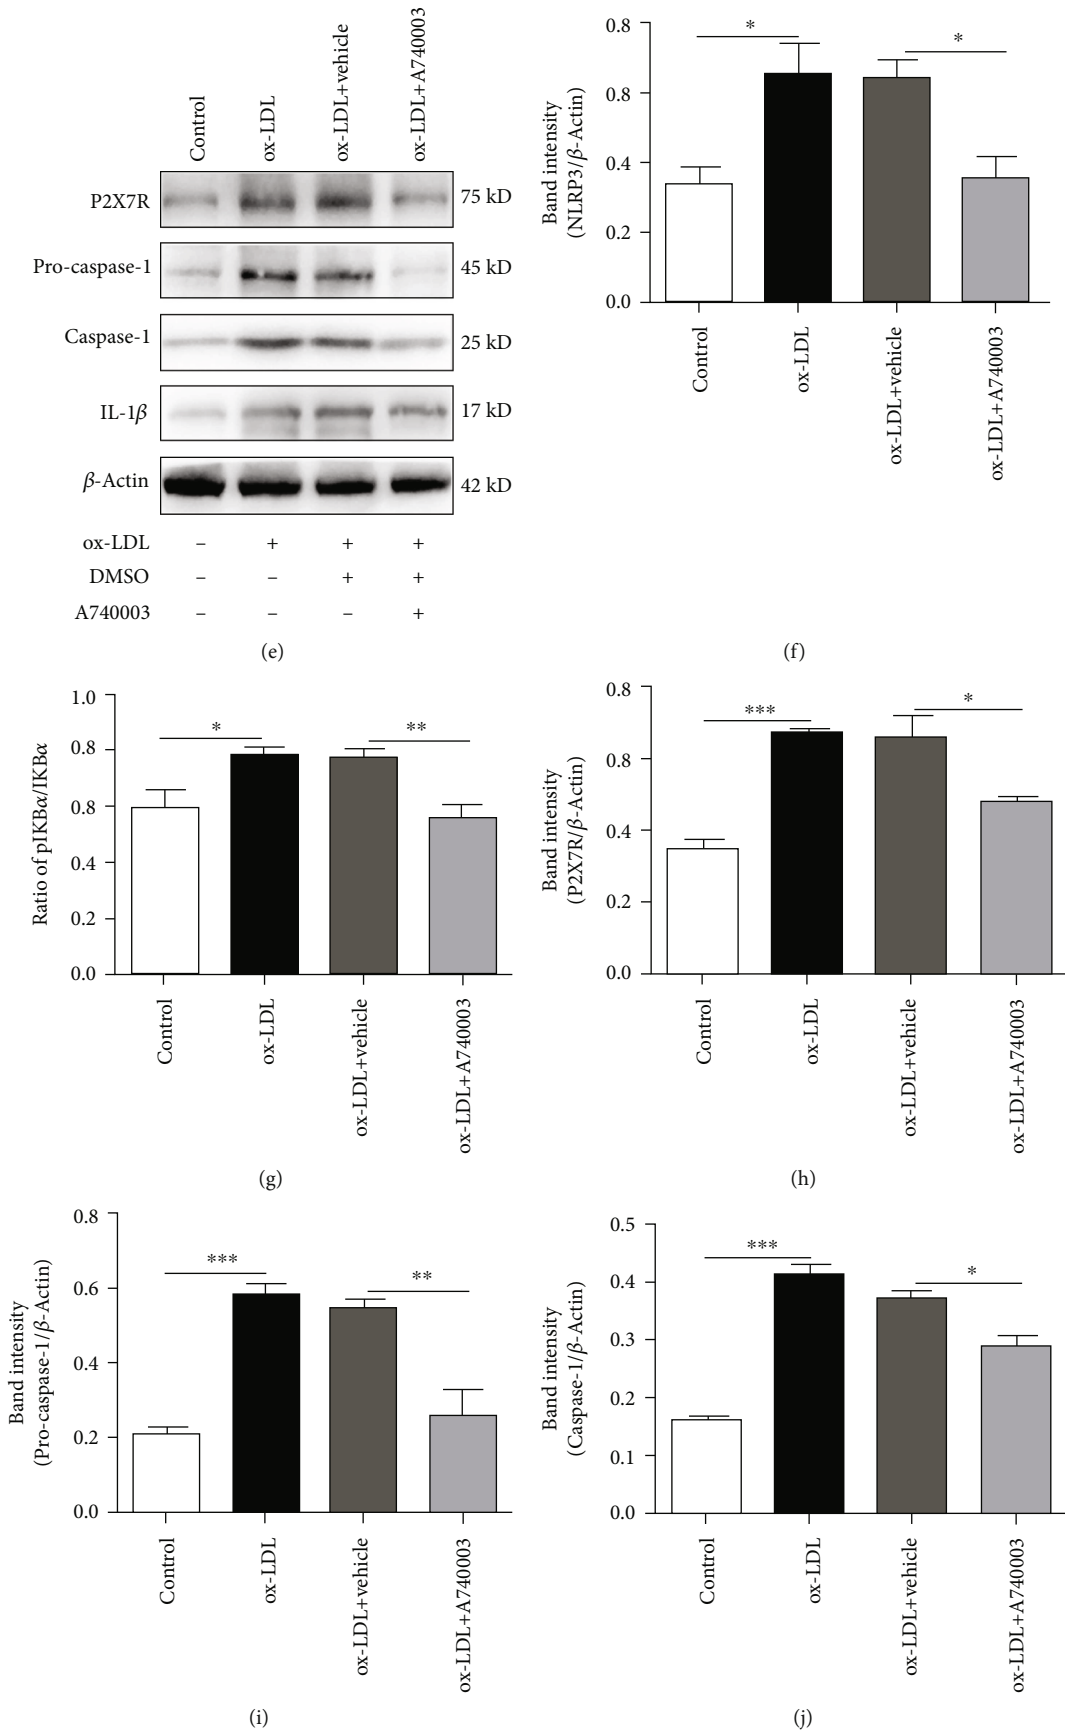 Control
ox-LDL
ox-LDL+vehicle
ox-LDL+A740003
P2X7R
75 kD
Pro-caspase-1
45 kD
Caspase-1
25 kD
IL-1β
17 kD
β-Actin
42 kD
ox-LDL – + + +
DMSO – – + +
A740003 – – – +
(e)
Band intensity
(NLRP3/β-Actin)
0.8
0.8
0.4
0.2
0.0
*
*
Control
ox-LDL
ox-LDL+vehicle
ox-LDL+A740003
(f)
Ratio of pIKBα/IKBα
1.0
0.8
0.8
0.4
0.2
0.0
*
**
Control
ox-LDL
ox-LDL+vehicle
ox-LDL+A740003
(g)
Band intensity
(P2X7R/β-Actin)
0.8
0.8
0.4
0.2
0.0
***
*
Control
ox-LDL
ox-LDL+vehicle
ox-LDL+A740003
(h)
Band intensity
(Pro-caspase-1/β-Actin)
0.8
0.6
0.4
0.2
0.0
***
**
Control
ox-LDL
ox-LDL+vehicle
ox-LDL+A740003
(i)
Band intensity
(Caspase-1/β-Actin)
0.5
0.4
0.3
0.2
0.1
0.0
***
*
Control
ox-LDL
ox-LDL+vehicle
ox-LDL+A740003
(j)